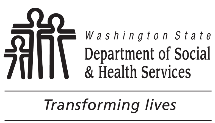 Washington State
Department of Social
& Health Services
Transforming lives